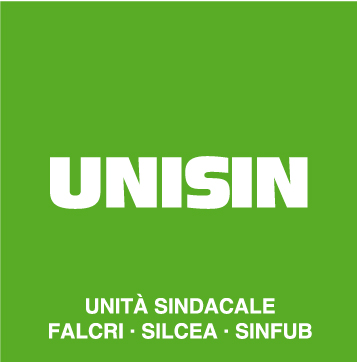 UNISIN
UNITÀ SINDACALE
FALCRI · SILCEA · SINFUB